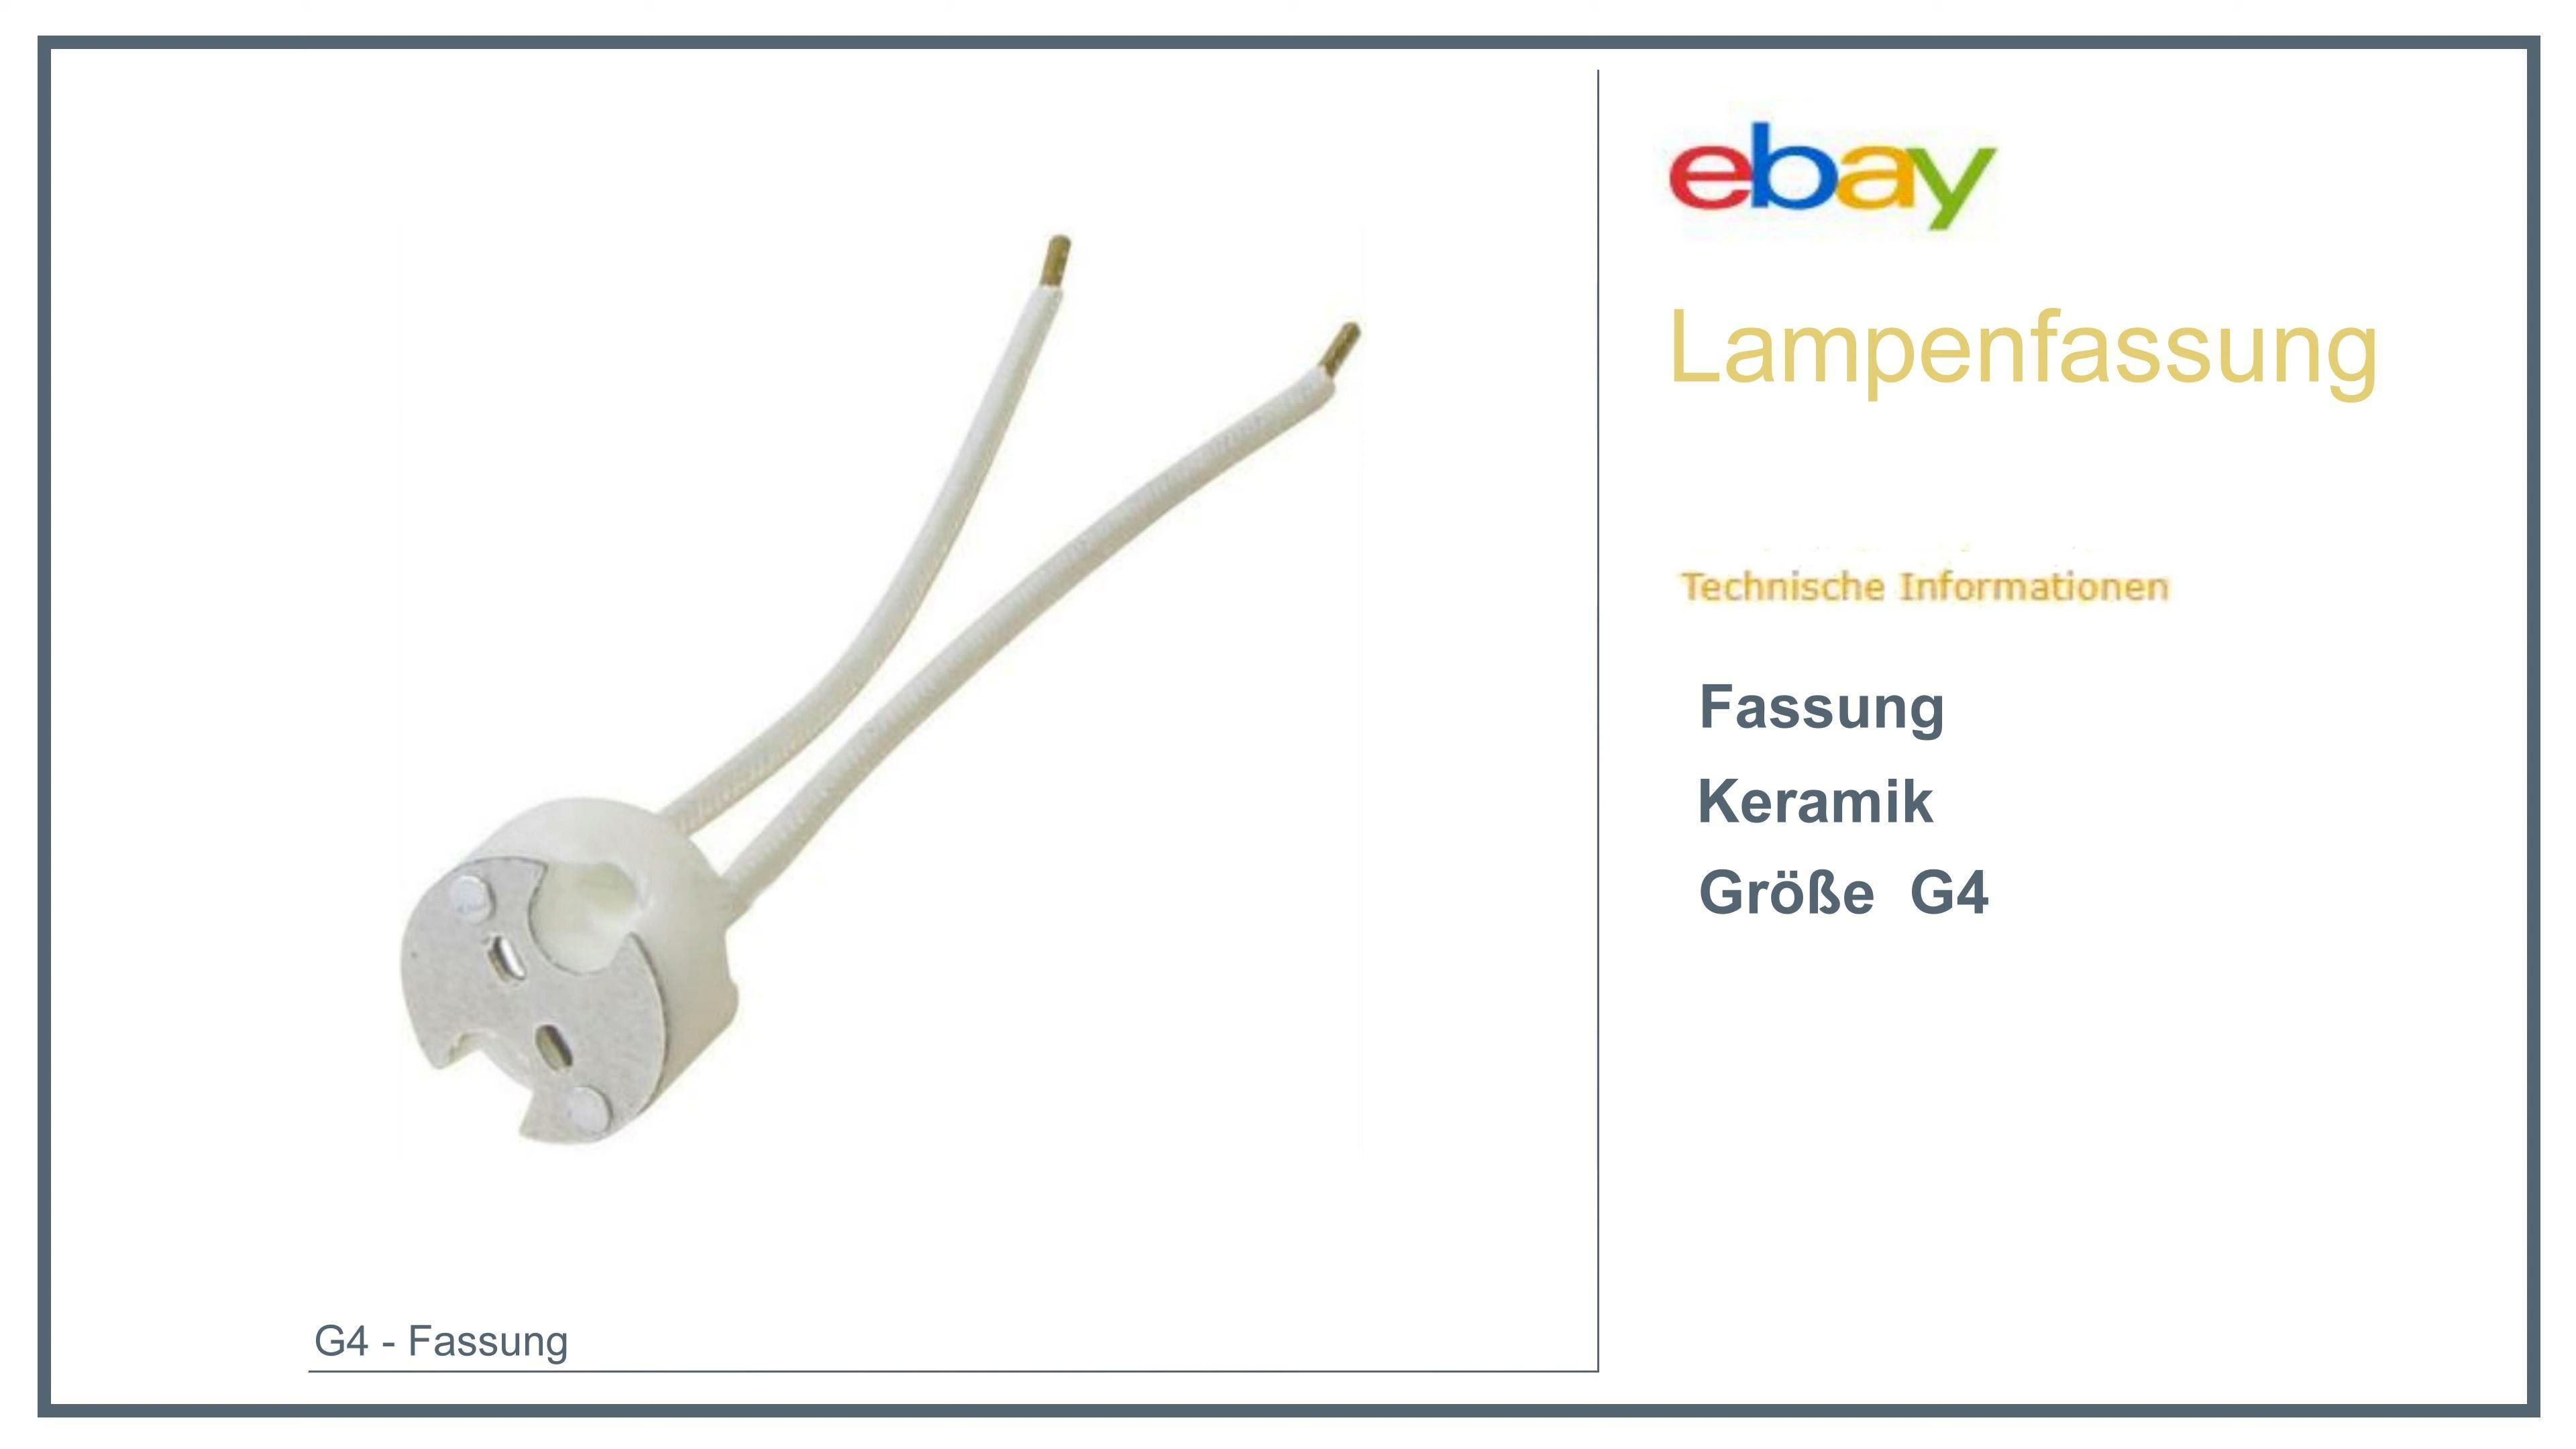 ebay
Lampenfassung
Technische Informationen
Fassung
Keramik
Größe G4
G4 - Fassung